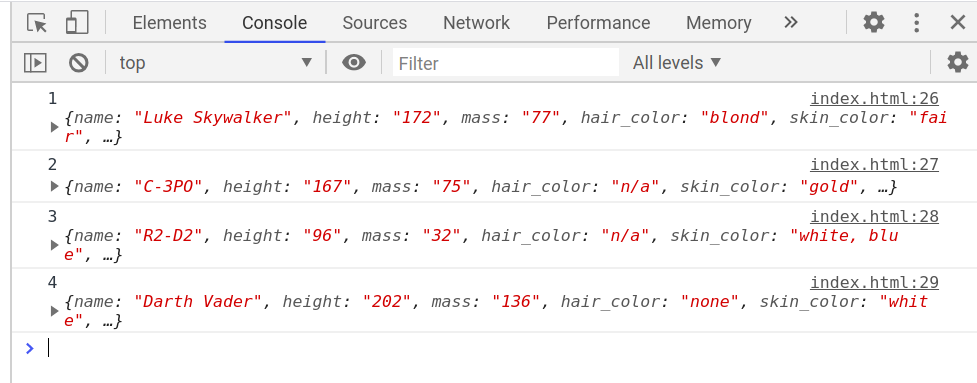 Elements Console Sources Network Performance Memory »
top ▼ Filter All levels ▼
1 index.html:26
{name: "Luke Skywalker", height: "172", mass: "77", hair_color: "blond", skin_color: "fai
r", …}
2 index.html:27
{name: "C-3PO", height: "167", mass: "75", hair_color: "n/a", skin_color: "gold", …}
3 index.html:28
{name: "R2-D2", height: "96", mass: "32", hair_color: "n/a", skin_color: "white, blu
e", …}
4 index.html:29
{name: "Darth Vader", height: "202", mass: "136", hair_color: "none", skin_color: "whit
e", …}